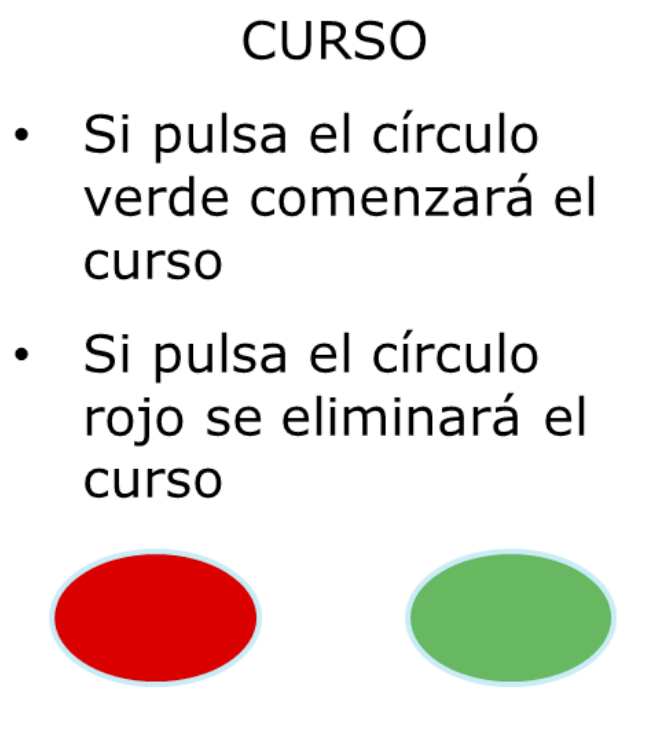 CURSO
• Si pulsa el círculo
verde comenzará el
curso
• Si pulsa el círculo
rojo se eliminará el
curso